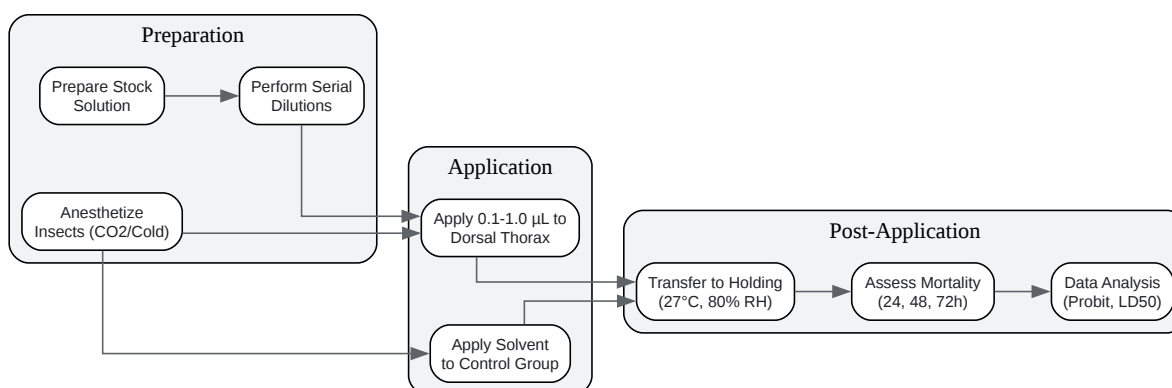 Preparation
Prepare Stock
Solution
Perform Serial
Dilutions
Anesthetize
Insects (CO2/Cold)
Application
Apply 0.1-1.0 µL to
Dorsal Thorax
Apply Solvent
to Control Group
Post-Application
Transfer to Holding
(27°C, 80% RH)
Assess Mortality
(24, 48, 72h)
Data Analysis
(Probit, LD50)